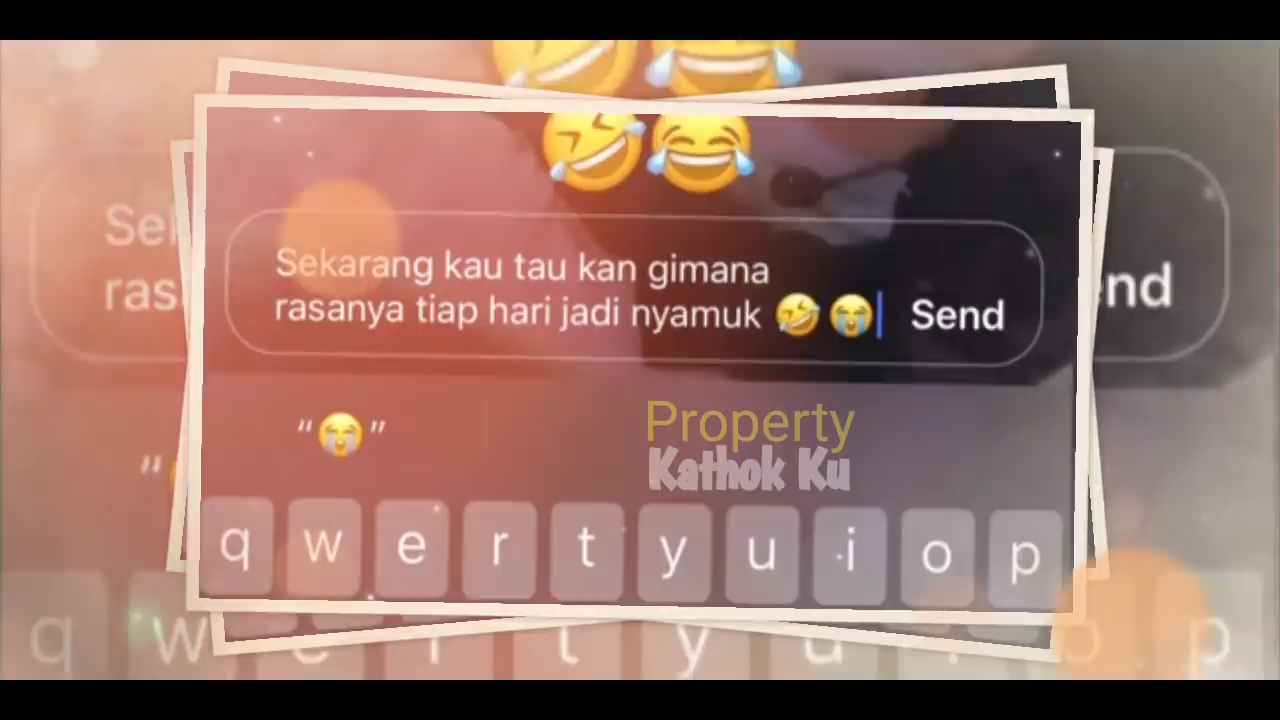 🤣😂
Sekarang kau tau kan gimana
rasanya tiap hari jadi nyamuk 🤣😭
Send
“😭”
Property
Kathok Ku
q w e r t y u i o p